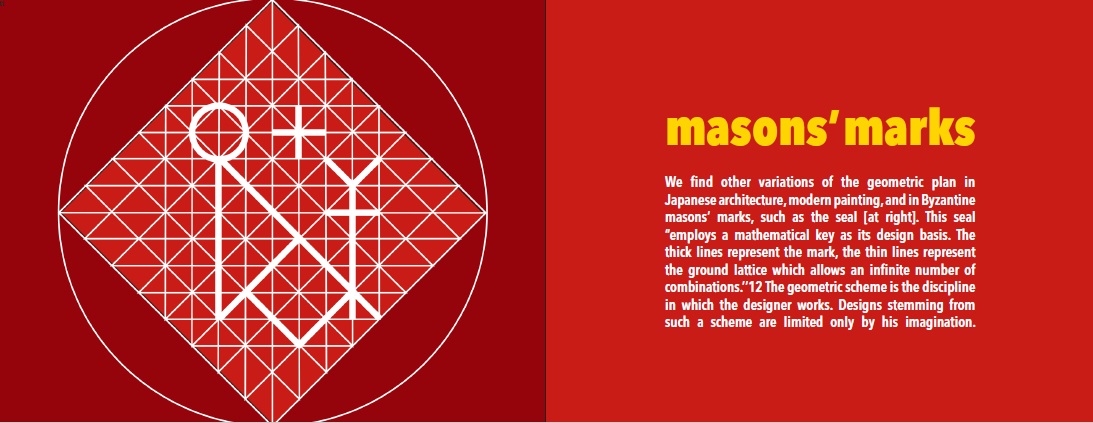 masons’ marks
We find other variations of the geometric plan in
Japanese architecture, modern painting, and in Byzantine
masons’ marks, such as the seal [at right]. This seal
“employs a mathematical key as its design basis. The
thick lines represent the mark, the thin lines represent
the ground lattice which allows an infinite number of
combinations.”12 The geometric scheme is the discipline
in which the designer works. Designs stemming from
such a scheme are limited only by his imagination.